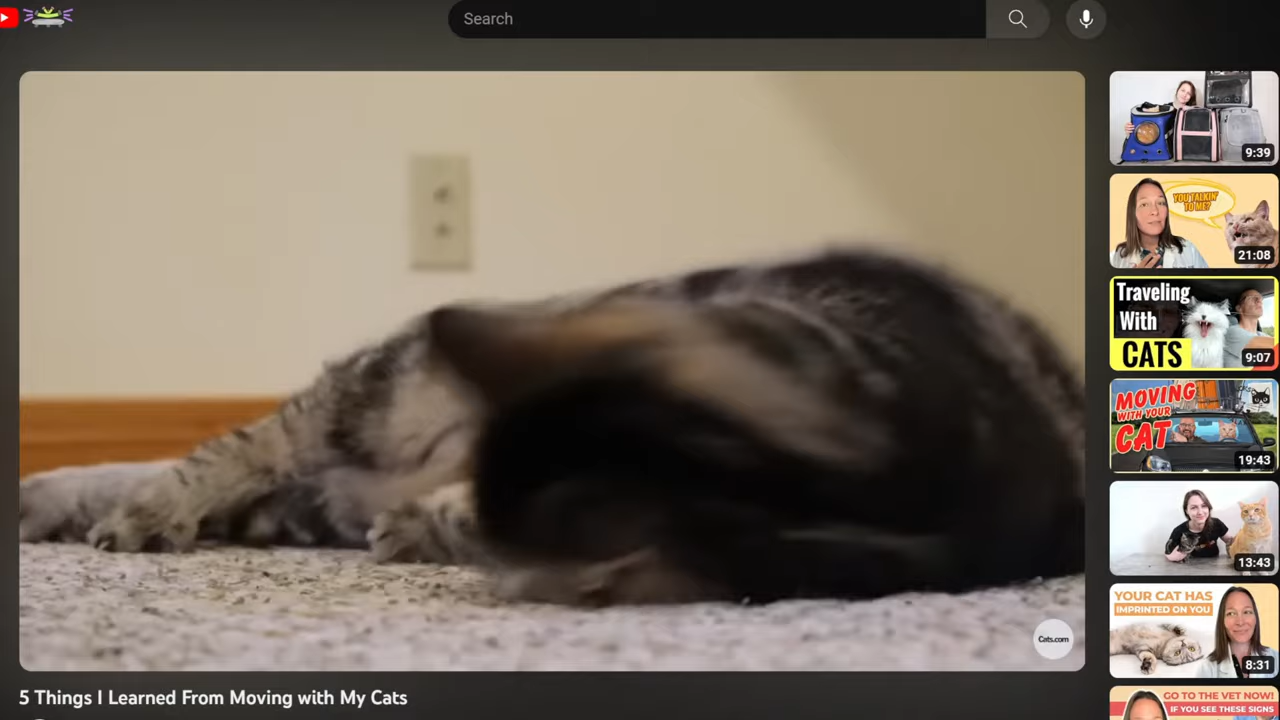 Search
9:39
YOU TALKIN'
TO ME?
21:08
Traveling
With
CATS
9:07
MOVING
WITH YOUR
CAT
19:43
13:43
YOUR CAT HAS
IMPRINTED ON YOU
8:31
GO TO THE VET NOW!
IF YOU SEE THESE SIGNS
Cats.com
5 Things I Learned From Moving with My Cats